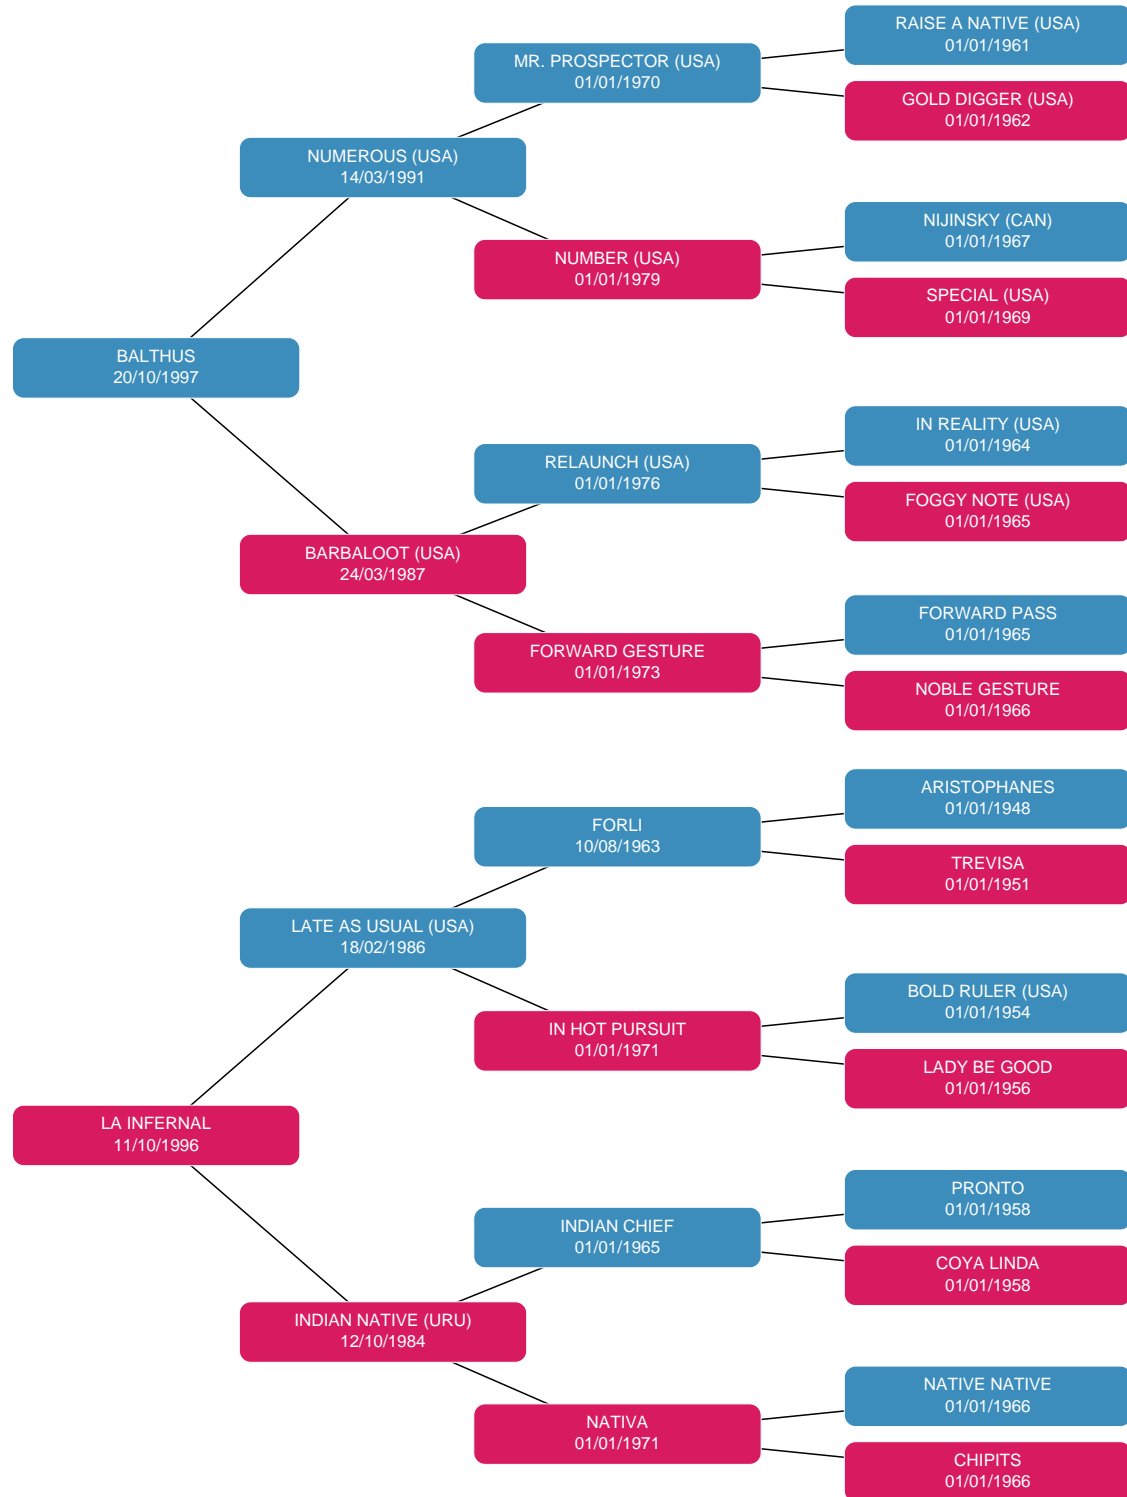 RAISE A NATIVE (USA)
01/01/1961
MR. PROSPECTOR (USA)
01/01/1970
GOLD DIGGER (USA)
01/01/1962
NUMEROUS (USA)
14/03/1991
NIJINSKY (CAN)
01/01/1967
NUMBER (USA)
01/01/1979
SPECIAL (USA)
01/01/1969
BALTHUS
20/10/1997
IN REALITY (USA)
01/01/1964
RELAUNCH (USA)
01/01/1976
FOGGY NOTE (USA)
01/01/1965
BARBALOOT (USA)
24/03/1987
FORWARD PASS
01/01/1965
FORWARD GESTURE
01/01/1973
NOBLE GESTURE
01/01/1966
ARISTOPHANES
01/01/1948
FORLI
10/08/1963
TREVISA
01/01/1951
LATE AS USUAL (USA)
18/02/1986
BOLD RULER (USA)
01/01/1954
IN HOT PURSUIT
01/01/1971
LADY BE GOOD
01/01/1956
LA INFERNAL
11/10/1996
PRONTO
01/01/1958
INDIAN CHIEF
01/01/1965
COYA LINDA
01/01/1958
INDIAN NATIVE (URU)
12/10/1984
NATIVE NATIVE
01/01/1966
NATIVA
01/01/1971
CHIPITS
01/01/1966